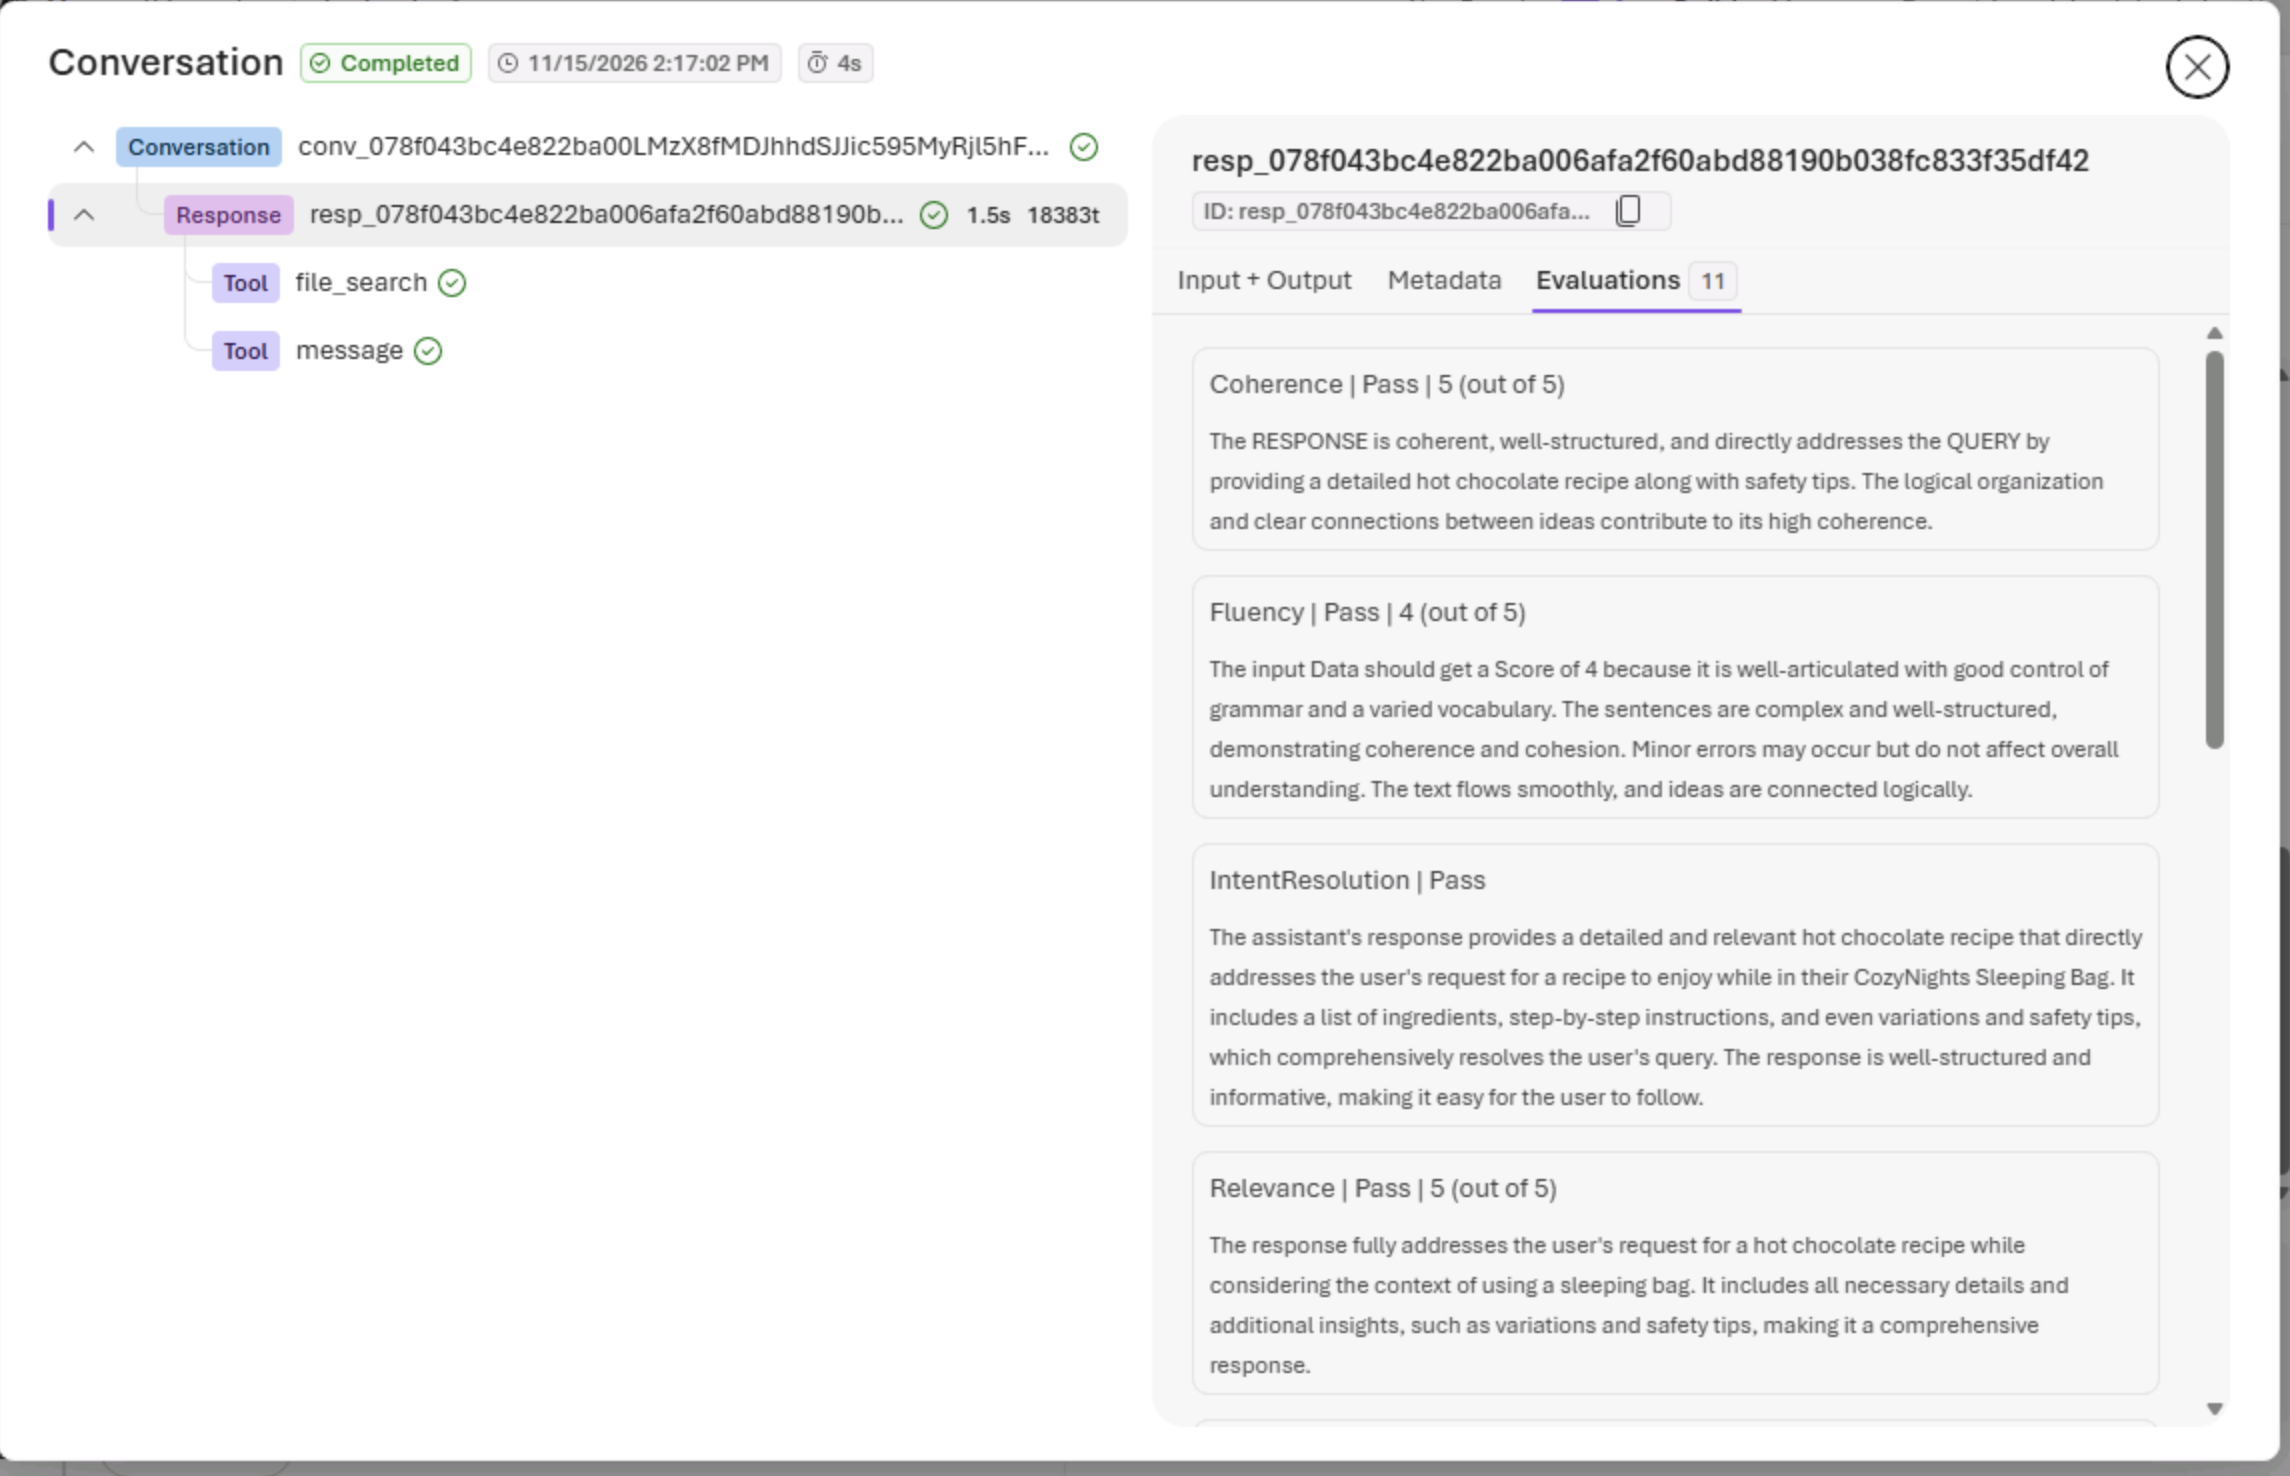 Conversation Completed 11/15/2026 2:17:02 PM 4s
Conversation conv_078f043bc4e822ba00LMzX8fMDJhhdSJJic595MyRjl5hF...
Response resp_078f043bc4e822ba006afa2f60abd88190b... 1.5s 18383t
Tool file_search
Tool message
resp_078f043bc4e822ba006afa2f60abd88190b038fc833f35df42
ID: resp_078f043bc4e822ba006afa...
Input + Output Metadata Evaluations 11
Coherence | Pass | 5 (out of 5)
The RESPONSE is coherent, well-structured, and directly addresses the QUERY by
providing a detailed hot chocolate recipe along with safety tips. The logical organization
and clear connections between ideas contribute to its high coherence.
Fluency | Pass | 4 (out of 5)
The input Data should get a Score of 4 because it is well-articulated with good control of
grammar and a varied vocabulary. The sentences are complex and well-structured,
demonstrating coherence and cohesion. Minor errors may occur but do not affect overall
understanding. The text flows smoothly, and ideas are connected logically.
IntentResolution | Pass
The assistant's response provides a detailed and relevant hot chocolate recipe that directly
addresses the user's request for a recipe to enjoy while in their CozyNights Sleeping Bag. It
includes a list of ingredients, step-by-step instructions, and even variations and safety tips,
which comprehensively resolves the user's query. The response is well-structured and
informative, making it easy for the user to follow.
Relevance | Pass | 5 (out of 5)
The response fully addresses the user's request for a hot chocolate recipe while
considering the context of using a sleeping bag. It includes all necessary details and
additional insights, such as variations and safety tips, making it a comprehensive
response.